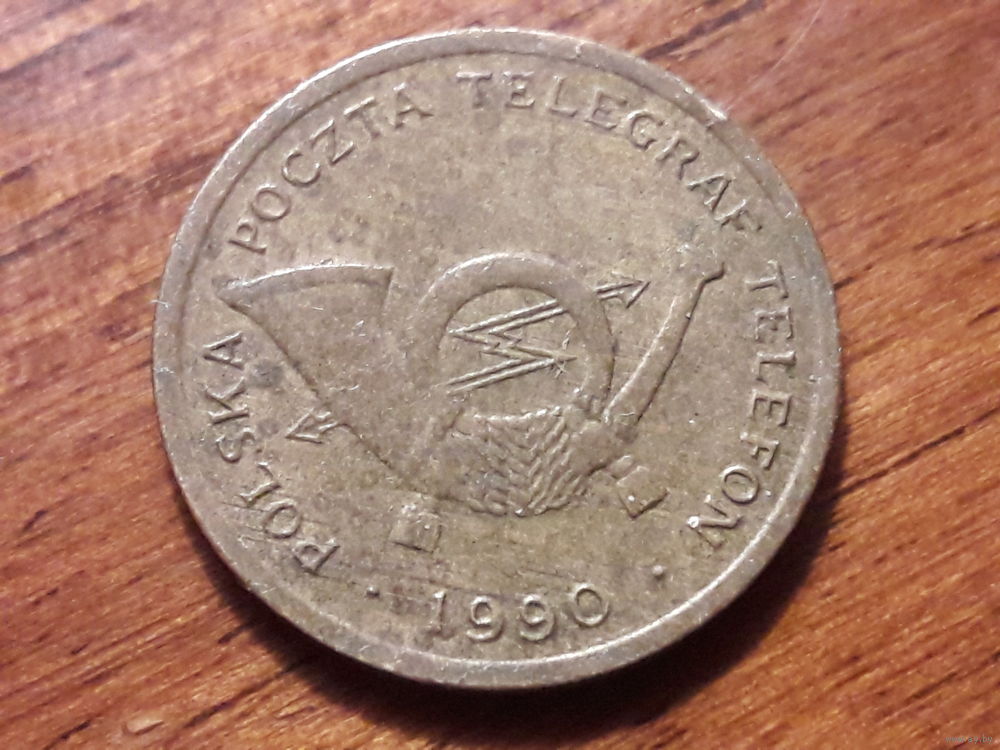 POLSKA POCZTA TELEGRAF TELEFON
· 1990 ·